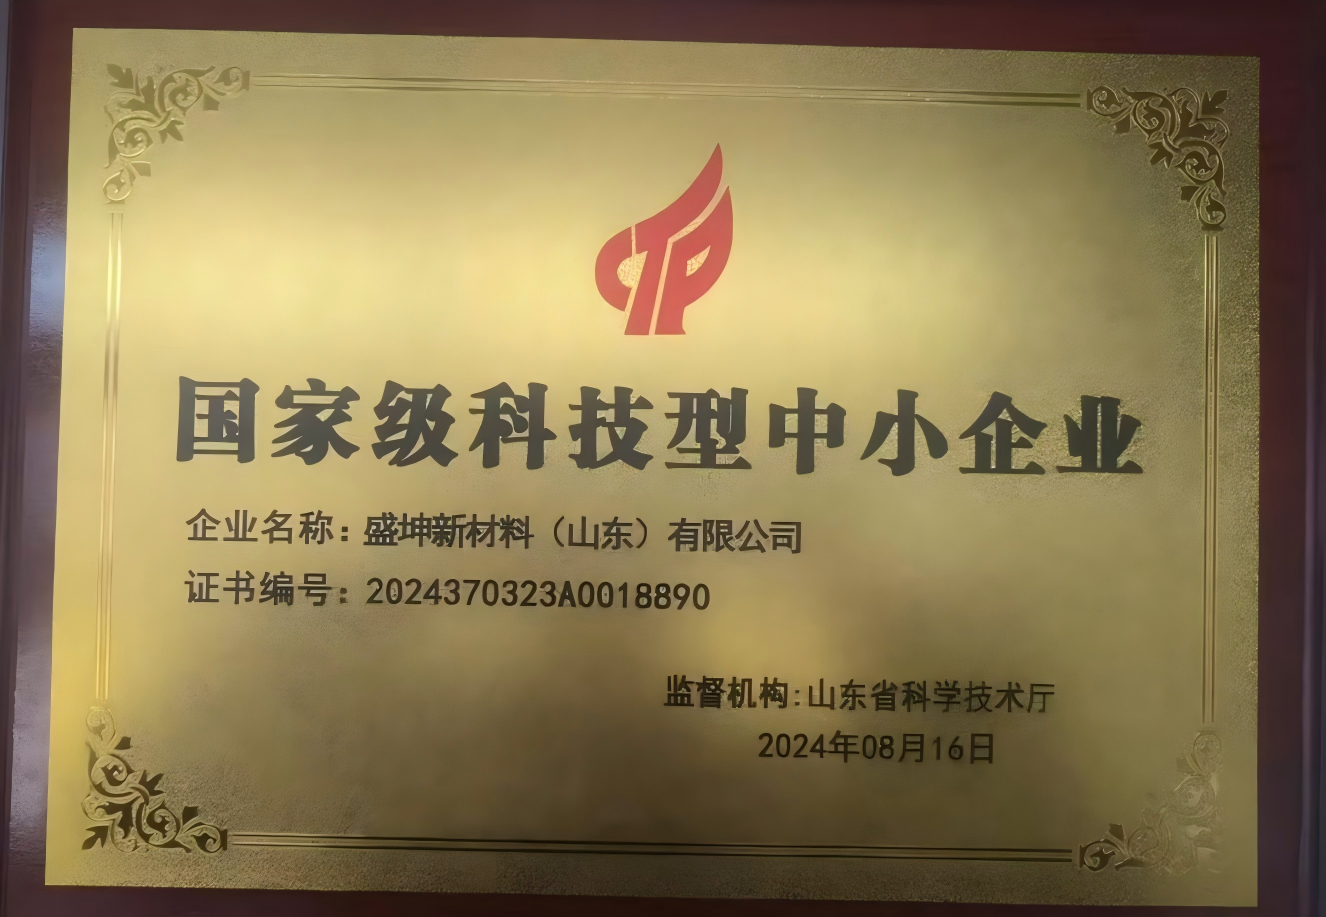 CTP
国家级科技型中小企业
企业名称：盛坤新材料（山东）有限公司
证书编号：2024370323A0018890
监督机构:山东省科学技术厅
2024年08月16日